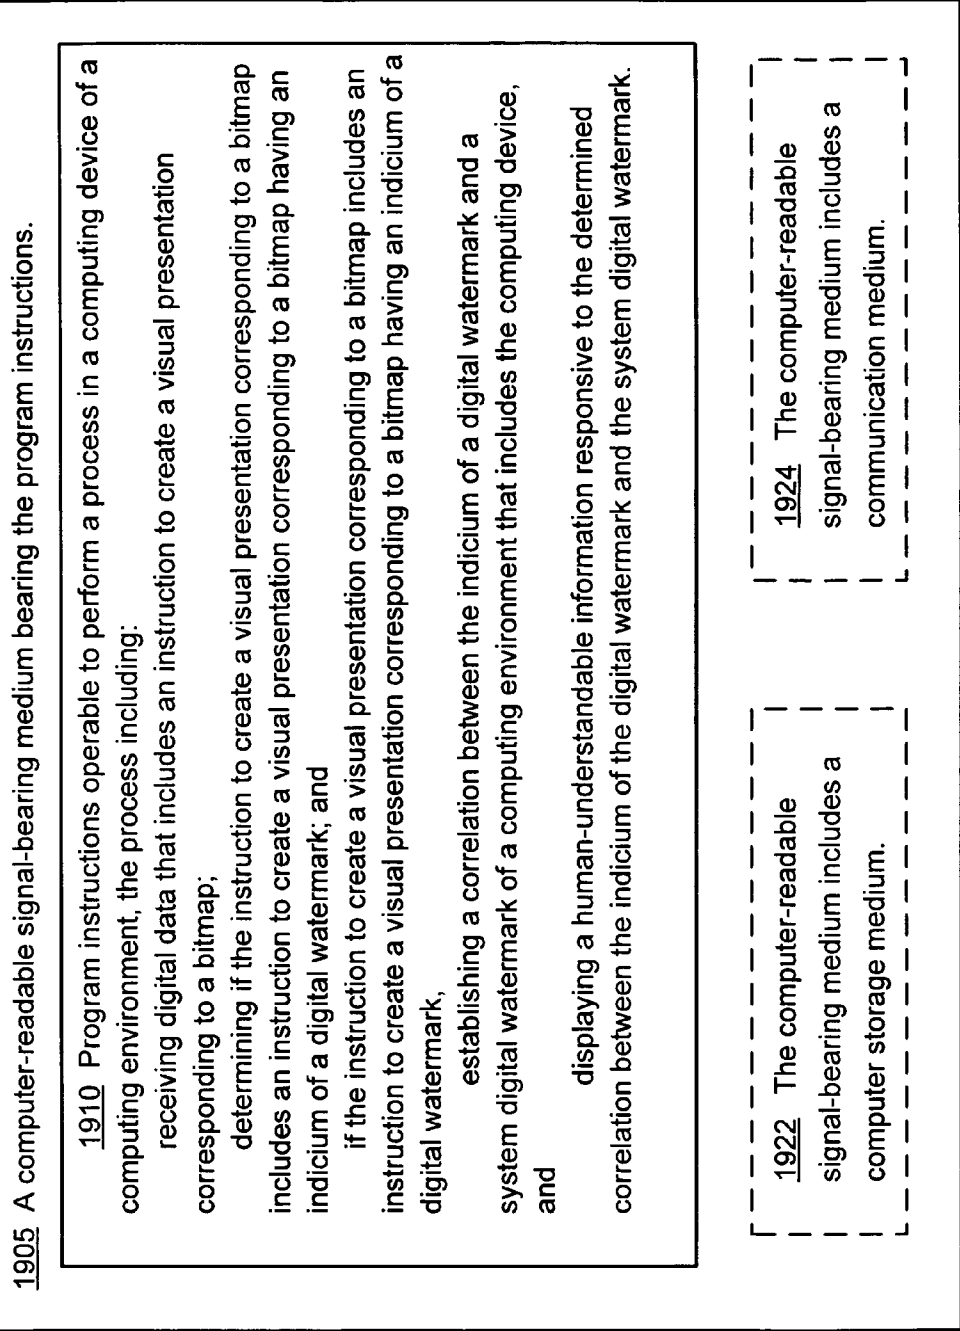 1905 A computer-readable signal-bearing medium bearing the program instructions.
1910 Program instructions operable to perform a process in a computing device of a
computing environment, the process including:
receiving digital data that includes an instruction to create a visual presentation
corresponding to a bitmap;
determining if the instruction to create a visual presentation corresponding to a bitmap
includes an instruction to create a visual presentation corresponding to a bitmap having an
indicium of a digital watermark; and
if the instruction to create a visual presentation corresponding to a bitmap includes an
instruction to create a visual presentation corresponding to a bitmap having an indicium of a
digital watermark,
establishing a correlation between the indicium of a digital watermark and a
system digital watermark of a computing environment that includes the computing device,
and
displaying a human-understandable information responsive to the determined
correlation between the indicium of the digital watermark and the system digital watermark.
1922 The computer-readable
signal-bearing medium includes a
computer storage medium.
1924 The computer-readable
signal-bearing medium includes a
communication medium.